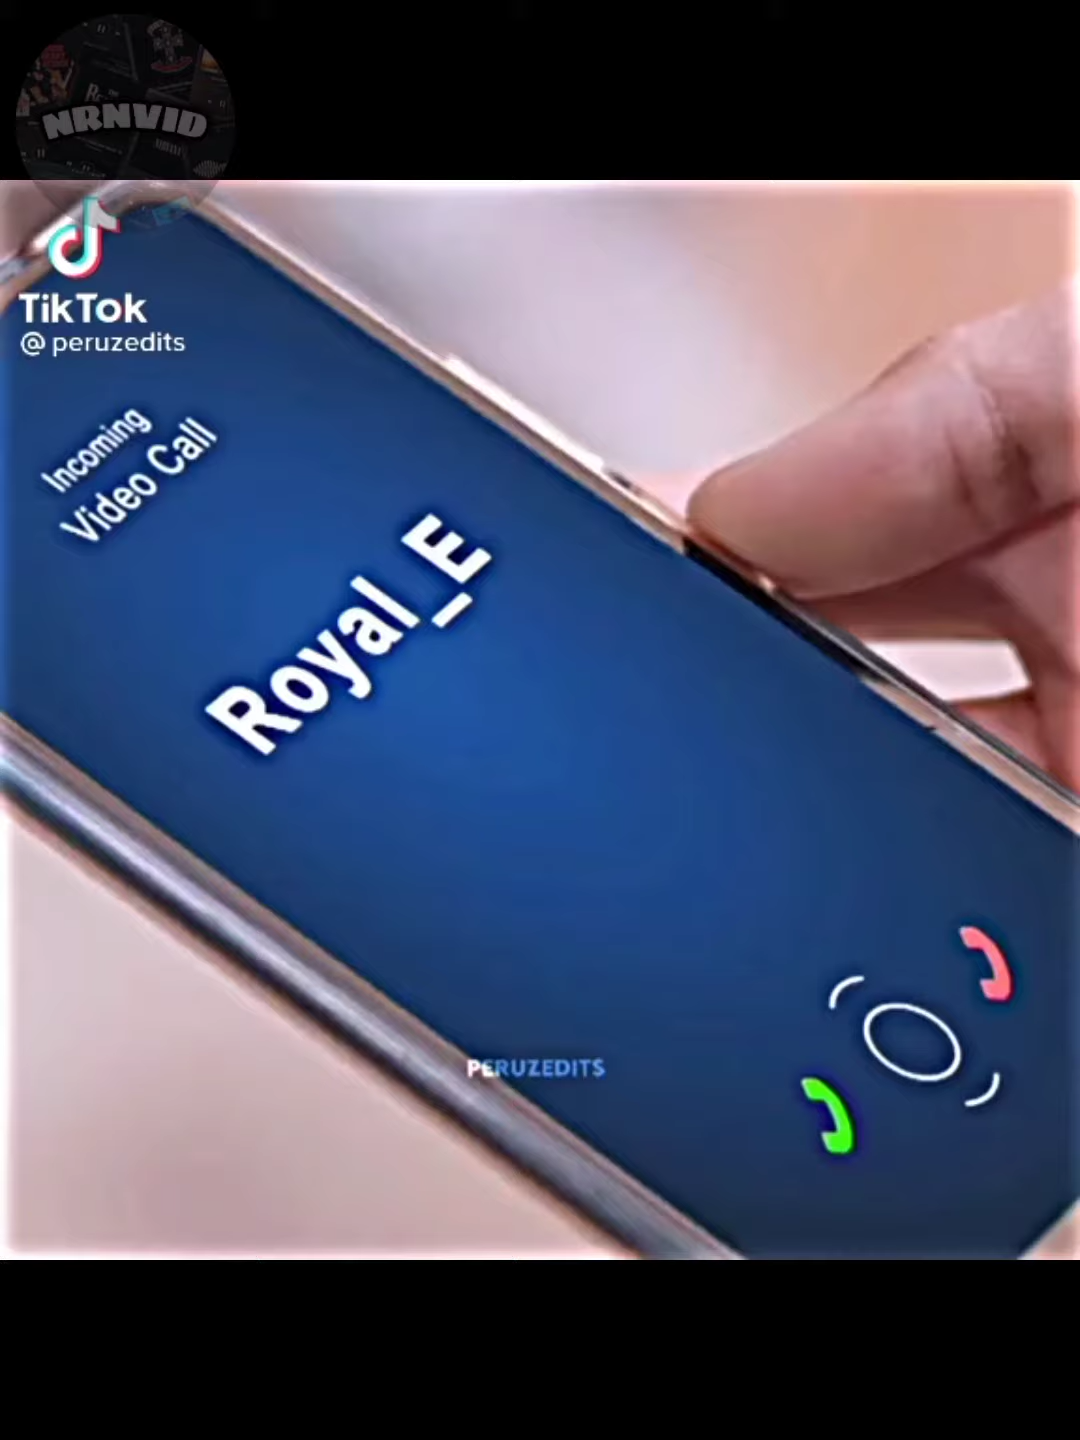 NRNVID
TikTok
@peruzedits
Incoming
Video Call
Royal_E
PERUZEDITS